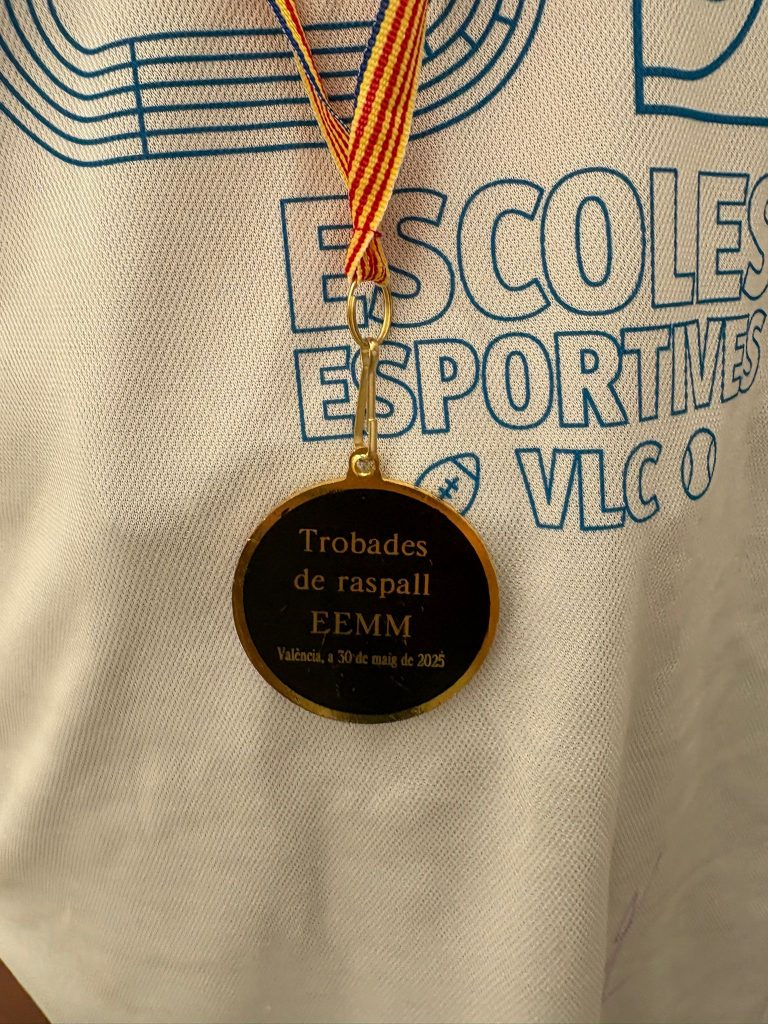 ESCOLES
ESPORTIVES
VLC
Trobades
de raspall
EEMM
València, a 30 de maig de 2025